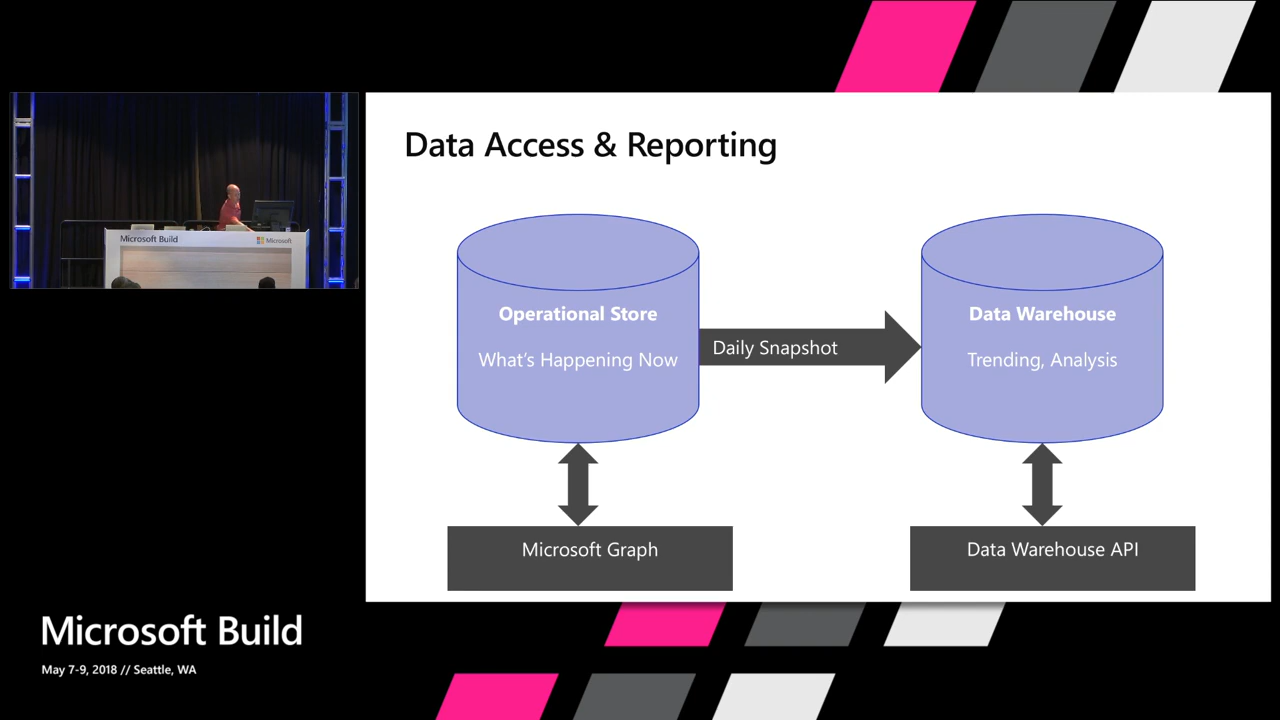 Data Access & Reporting
Operational Store
What's Happening Now
Daily Snapshot
Data Warehouse
Trending, Analysis
Microsoft Graph
Data Warehouse API
Microsoft Build
Microsoft
Microsoft Build
May 7-9, 2018 // Seattle, WA